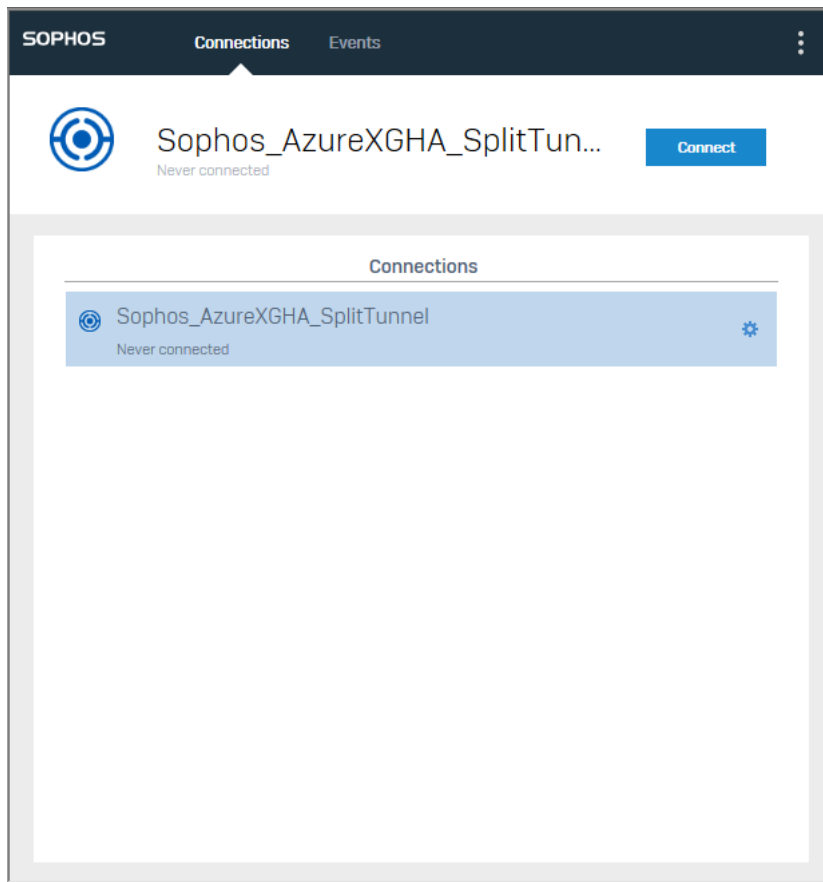 SOPHOS
Connections Events
Sophos_AzureXGHA_SplitTun...
Never connected
Connect
Connections
Sophos_AzureXGHA_SplitTunnel
Never connected